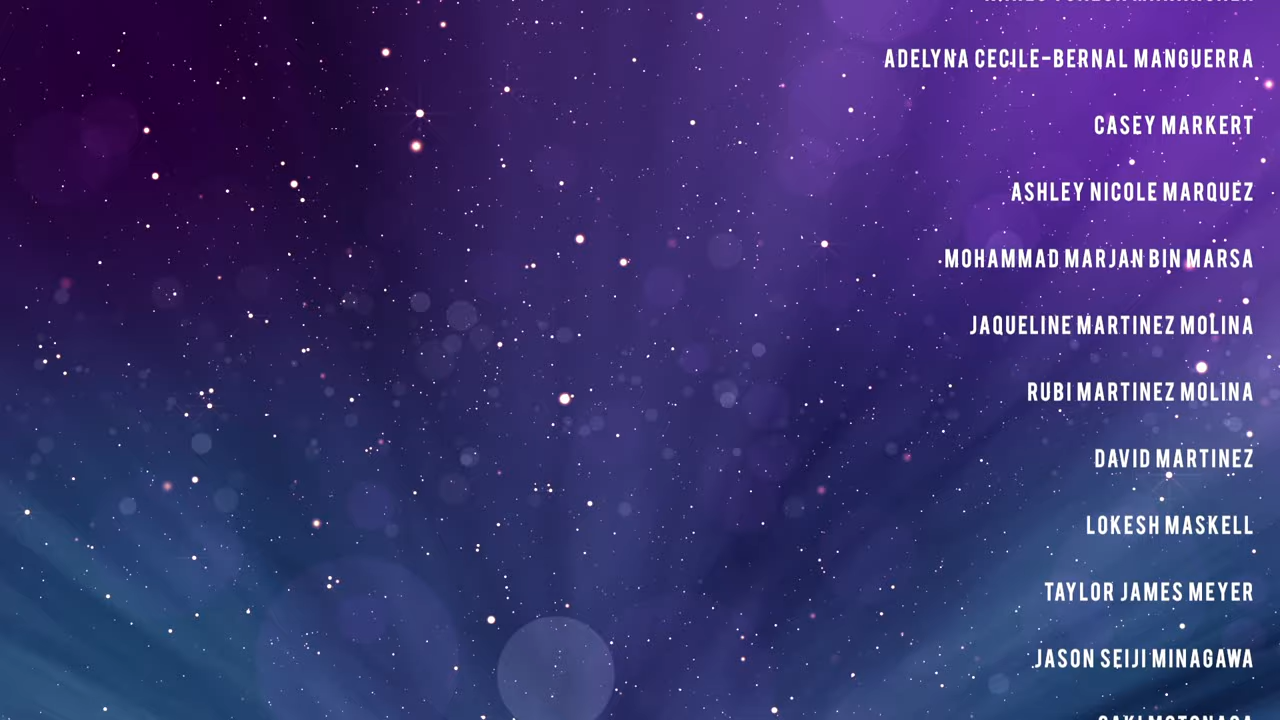 ADELYNA CECILE-BERNAL MANGUERRA
CASEY MARKERT
ASHLEY NICOLE MARQUEZ
MOHAMMAD MARJAN BIN MARSA
JAQUELINE MARTINEZ MOLINA
RUBI MARTINEZ MOLINA
DAVID MARTINEZ
LOKESH MASKELL
TAYLOR JAMES MEYER
JASON SEIJI MINAGAWA